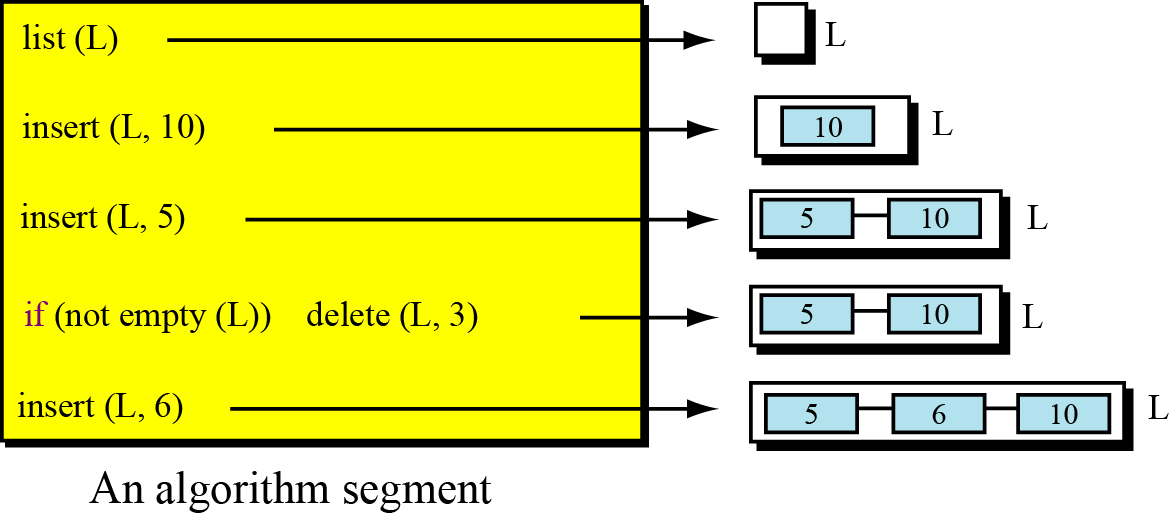 list (L) L
insert (L, 10) 10 L
insert (L, 5) 5 10 L
if (not empty (L)) delete (L, 3) 5 10 L
insert (L, 6) 5 6 10 L
An algorithm segment